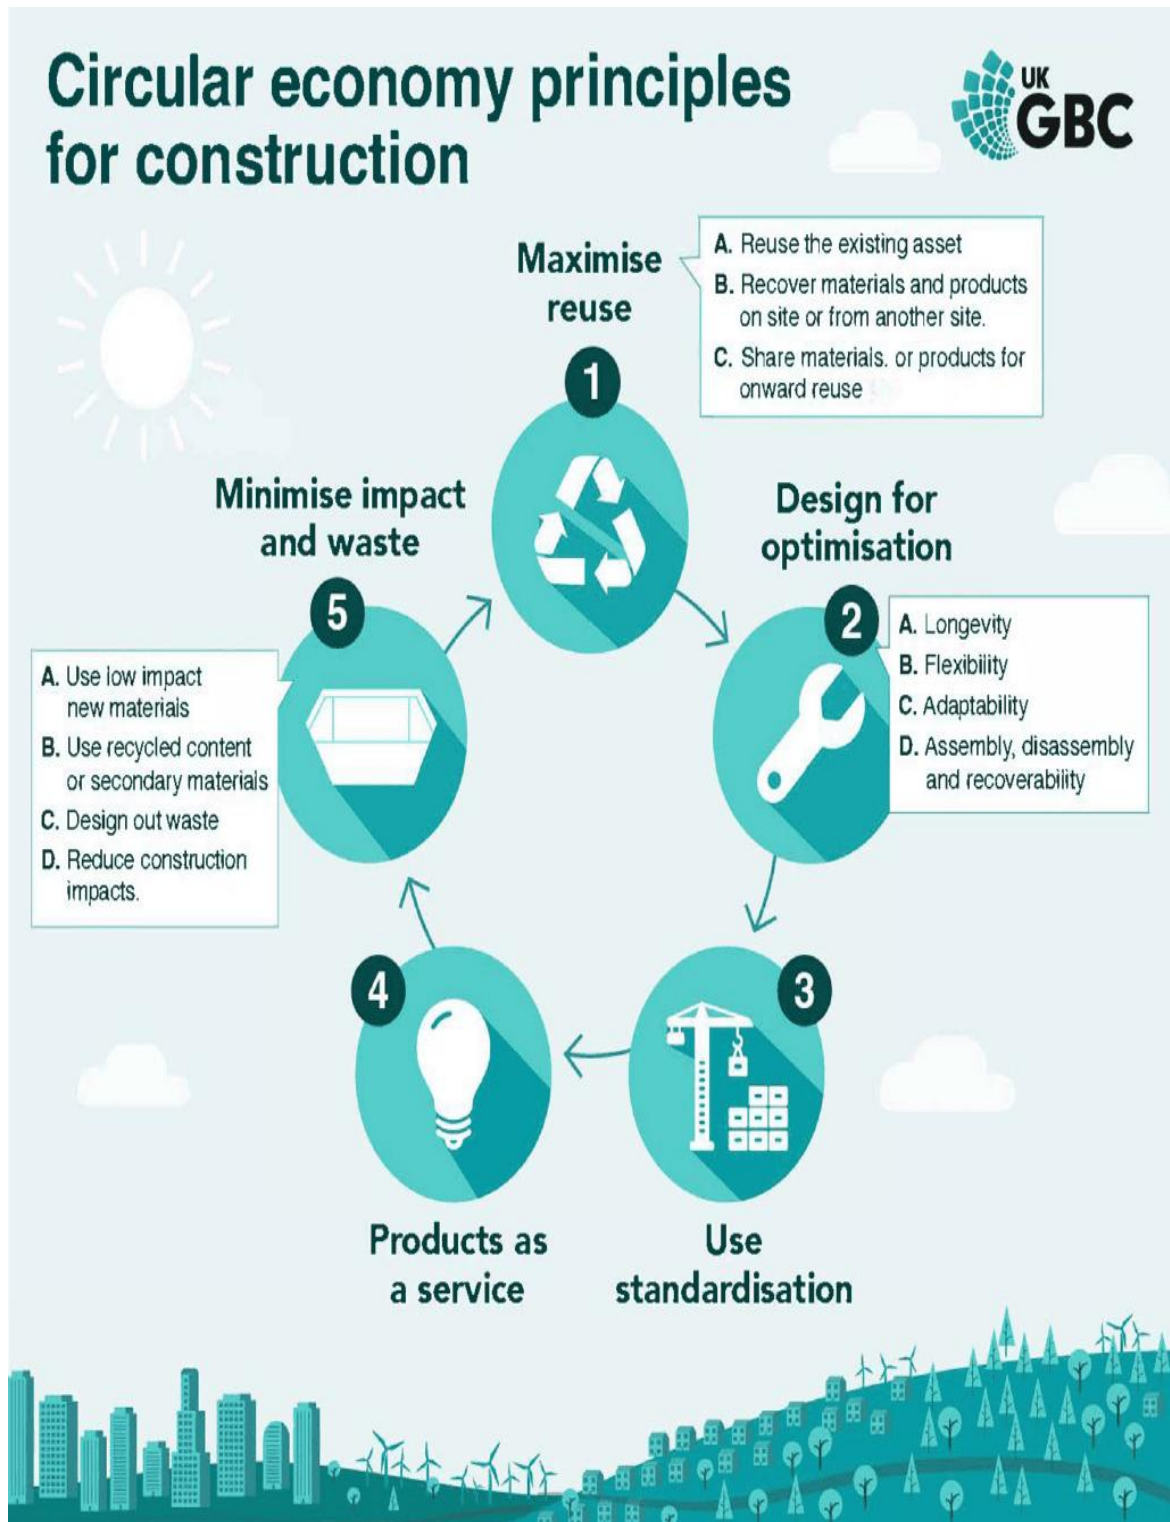 Circular economy principles
for construction
UK
GBC
Maximise
reuse
1
A. Reuse the existing asset
B. Recover materials and products
on site or from another site.
C. Share materials. or products for
onward reuse
Design for
optimisation
2
A. Longevity
B. Flexibility
C. Adaptability
D. Assembly, disassembly
and recoverability
3
Use
standardisation
4
Products as
a service
Minimise impact
and waste
5
A. Use low impact
new materials
B. Use recycled content
or secondary materials
C. Design out waste
D. Reduce construction
impacts.